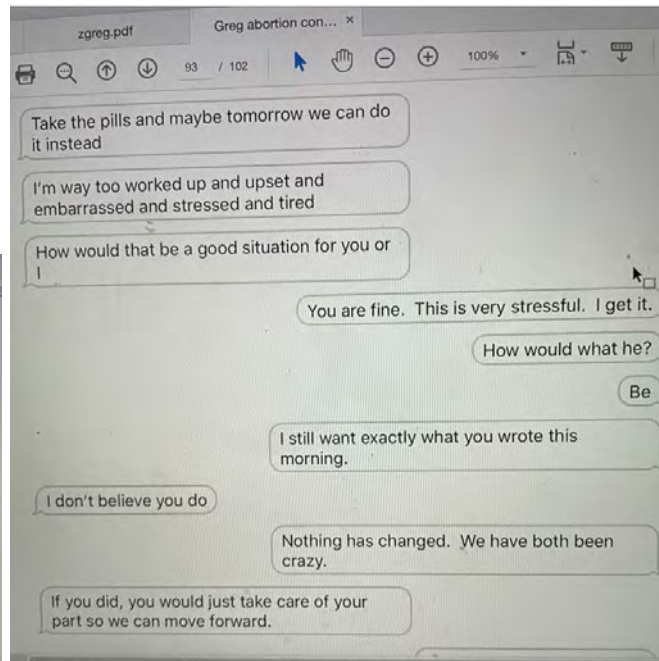 zgreg.pdf
Greg abortion con... ×
93 / 102
100%
Take the pills and maybe tomorrow we can do
it instead
I'm way too worked up and upset and
embarrassed and stressed and tired
How would that be a good situation for you or
I
You are fine. This is very stressful. I get it.
How would what he?
Be
I still want exactly what you wrote this
morning.
I don't believe you do
Nothing has changed. We have both been
crazy.
If you did, you would just take care of your
part so we can move forward.